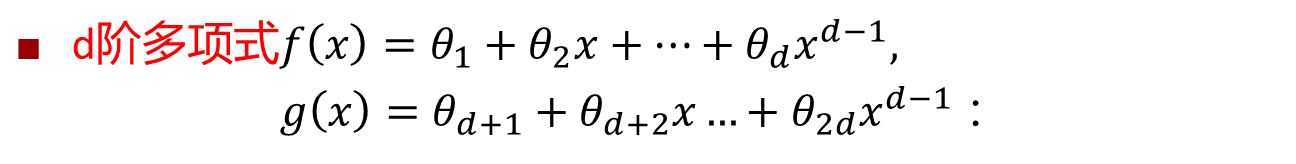 ▪ d阶多项式f(x) = θ₁ + θ₂x + ⋯ + θ_d x^{d−1},
g(x) = θ_{d+1} + θ_{d+2}x ... + θ_{2d}x^{d−1} :